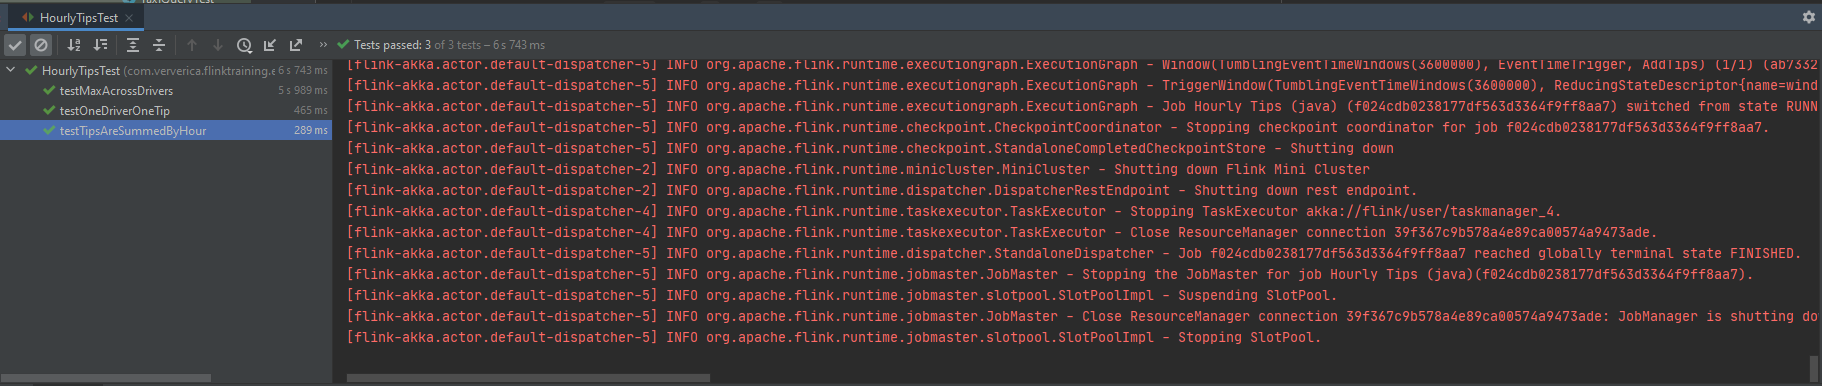 HourlyTipsTest
Tests passed: 3 of 3 tests – 6 s 743 ms
HourlyTipsTest (com.ververica.flinktraining.e 6 s 743 ms
testMaxAcrossDrivers 5 s 989 ms
testOneDriverOneTip 465 ms
testTipsAreSummedByHour 289 ms
[flink-akka.actor.default-dispatcher-5] INFO org.apache.flink.runtime.executiongraph.ExecutionGraph - Window(TumblingEventTimeWindows(3600000), EventTimeTrigger, AddTips) (1/1) (ab7332
[flink-akka.actor.default-dispatcher-5] INFO org.apache.flink.runtime.executiongraph.ExecutionGraph - TriggerWindow(TumblingEventTimeWindows(3600000), ReducingStateDescriptor{name=wind
[flink-akka.actor.default-dispatcher-5] INFO org.apache.flink.runtime.executiongraph.ExecutionGraph - Job Hourly Tips (java) (f024cdb0238177df563d3364f9ff8aa7) switched from state RUNN
[flink-akka.actor.default-dispatcher-5] INFO org.apache.flink.runtime.checkpoint.CheckpointCoordinator - Stopping checkpoint coordinator for job f024cdb0238177df563d3364f9ff8aa7.
[flink-akka.actor.default-dispatcher-5] INFO org.apache.flink.runtime.checkpoint.StandaloneCompletedCheckpointStore - Shutting down
[flink-akka.actor.default-dispatcher-2] INFO org.apache.flink.runtime.minicluster.MiniCluster - Shutting down Flink Mini Cluster
[flink-akka.actor.default-dispatcher-2] INFO org.apache.flink.runtime.dispatcher.DispatcherRestEndpoint - Shutting down rest endpoint.
[flink-akka.actor.default-dispatcher-4] INFO org.apache.flink.runtime.taskexecutor.TaskExecutor - Stopping TaskExecutor akka://flink/user/taskmanager_4.
[flink-akka.actor.default-dispatcher-4] INFO org.apache.flink.runtime.taskexecutor.TaskExecutor - Close ResourceManager connection 39f367c9b578a4e89ca00574a9473ade.
[flink-akka.actor.default-dispatcher-5] INFO org.apache.flink.runtime.dispatcher.StandaloneDispatcher - Job f024cdb0238177df563d3364f9ff8aa7 reached globally terminal state FINISHED.
[flink-akka.actor.default-dispatcher-5] INFO org.apache.flink.runtime.jobmaster.JobMaster - Stopping the JobMaster for job Hourly Tips (java)(f024cdb0238177df563d3364f9ff8aa7).
[flink-akka.actor.default-dispatcher-5] INFO org.apache.flink.runtime.jobmaster.slotpool.SlotPoolImpl - Suspending SlotPool.
[flink-akka.actor.default-dispatcher-5] INFO org.apache.flink.runtime.jobmaster.JobMaster - Close ResourceManager connection 39f367c9b578a4e89ca00574a9473ade: JobManager is shutting do
[flink-akka.actor.default-dispatcher-5] INFO org.apache.flink.runtime.jobmaster.slotpool.SlotPoolImpl - Stopping SlotPool.